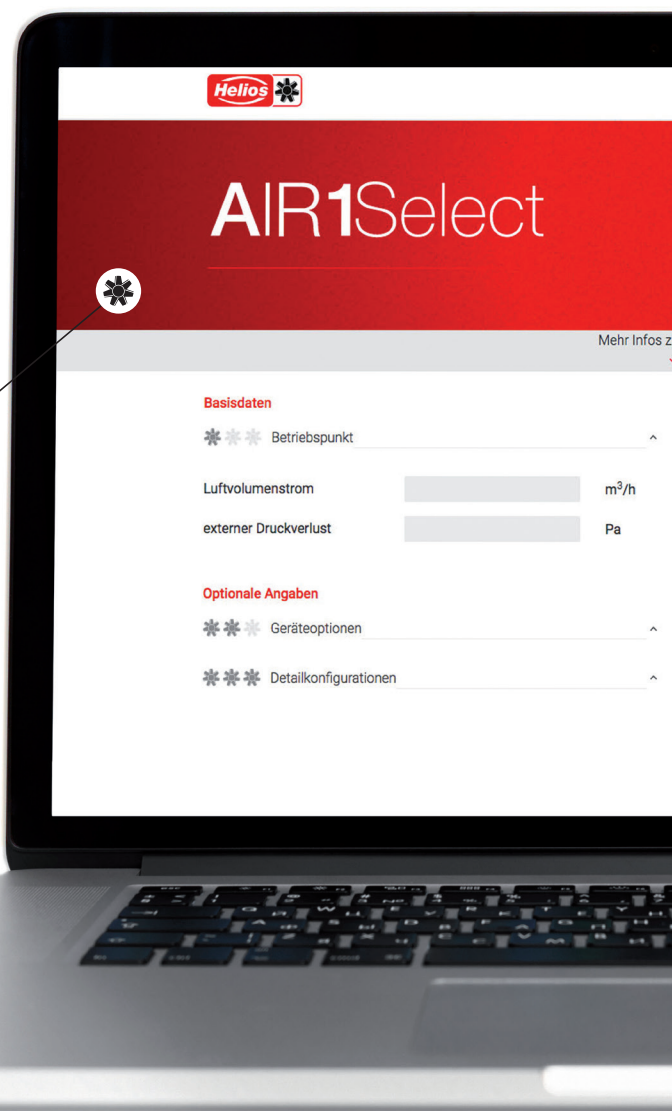 Helios
AIR1Select
Mehr Infos z
Basisdaten
Betriebspunkt
Luftvolumenstrom m³/h
externer Druckverlust Pa
Optionale Angaben
Geräteoptionen
Detailkonfigurationen